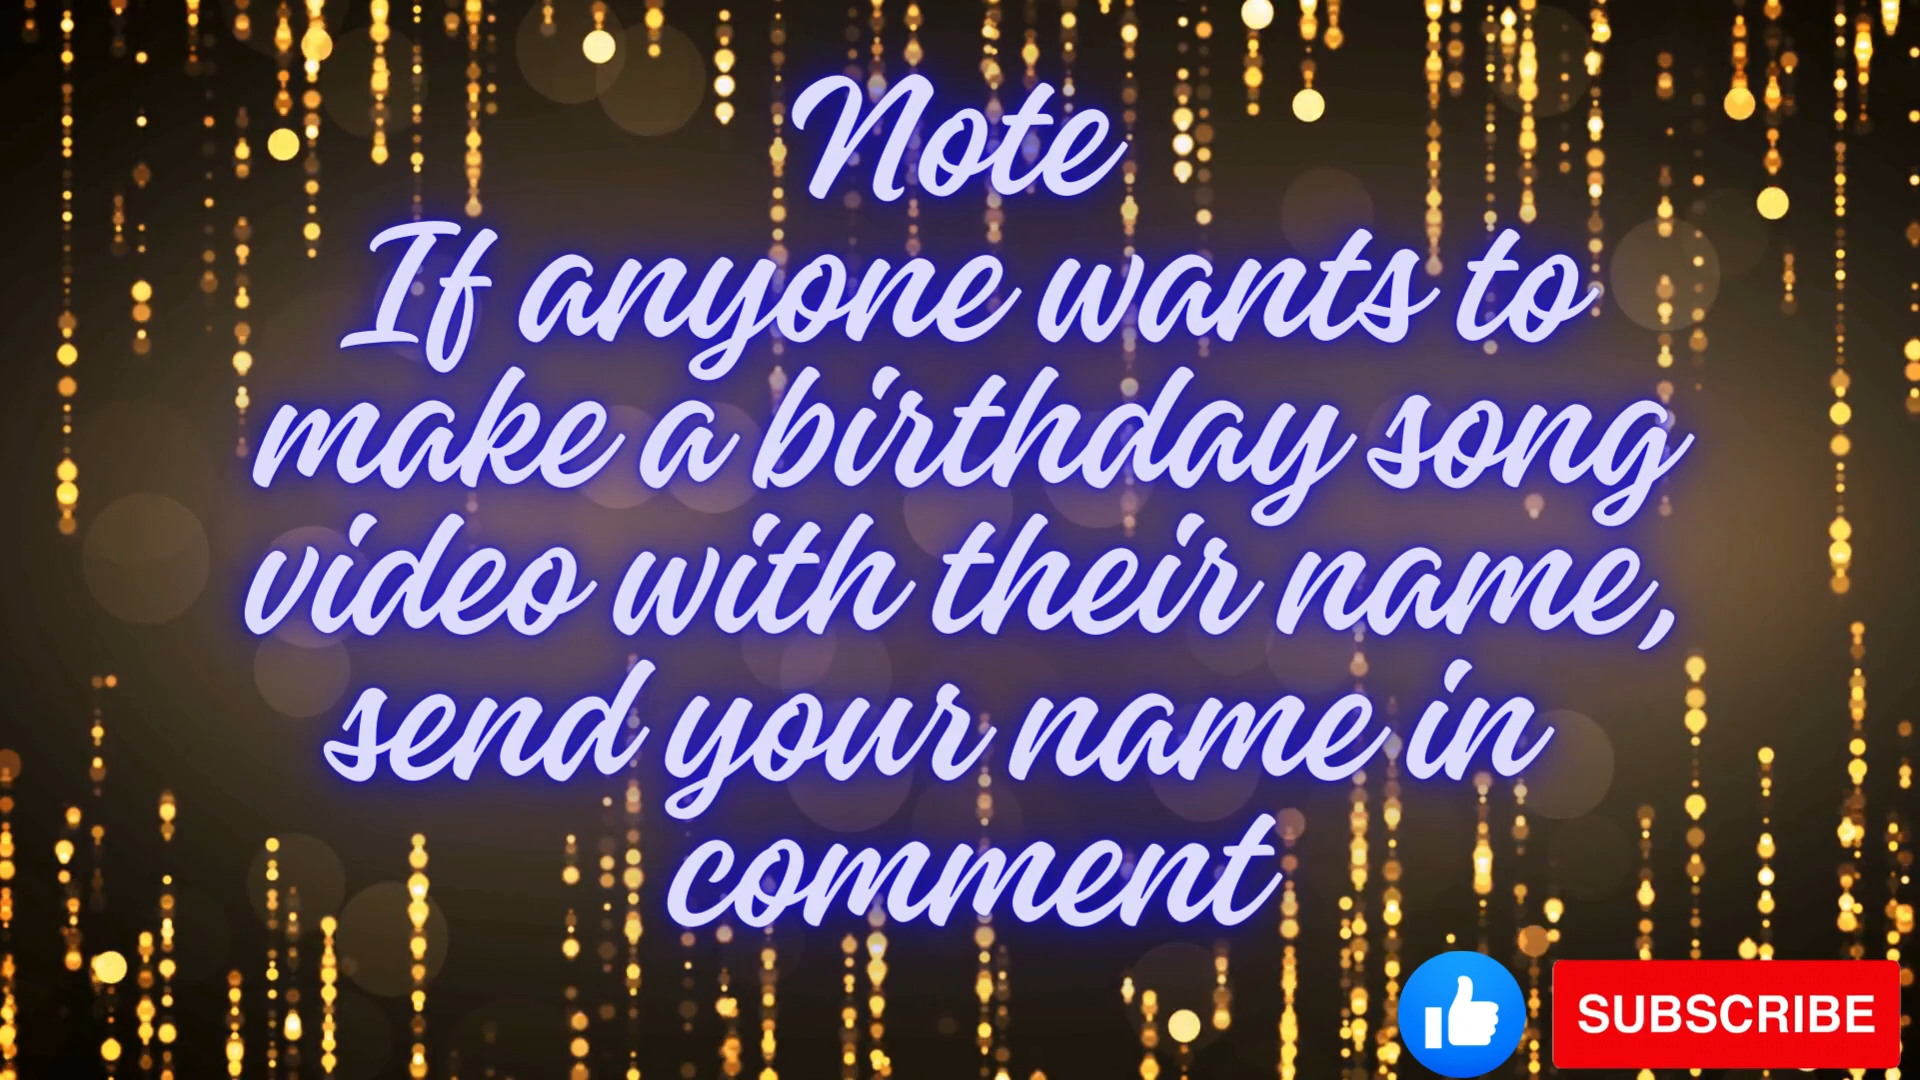 Note
If anyone wants to
make a birthday song
video with their name,
send your name in
comment
SUBSCRIBE